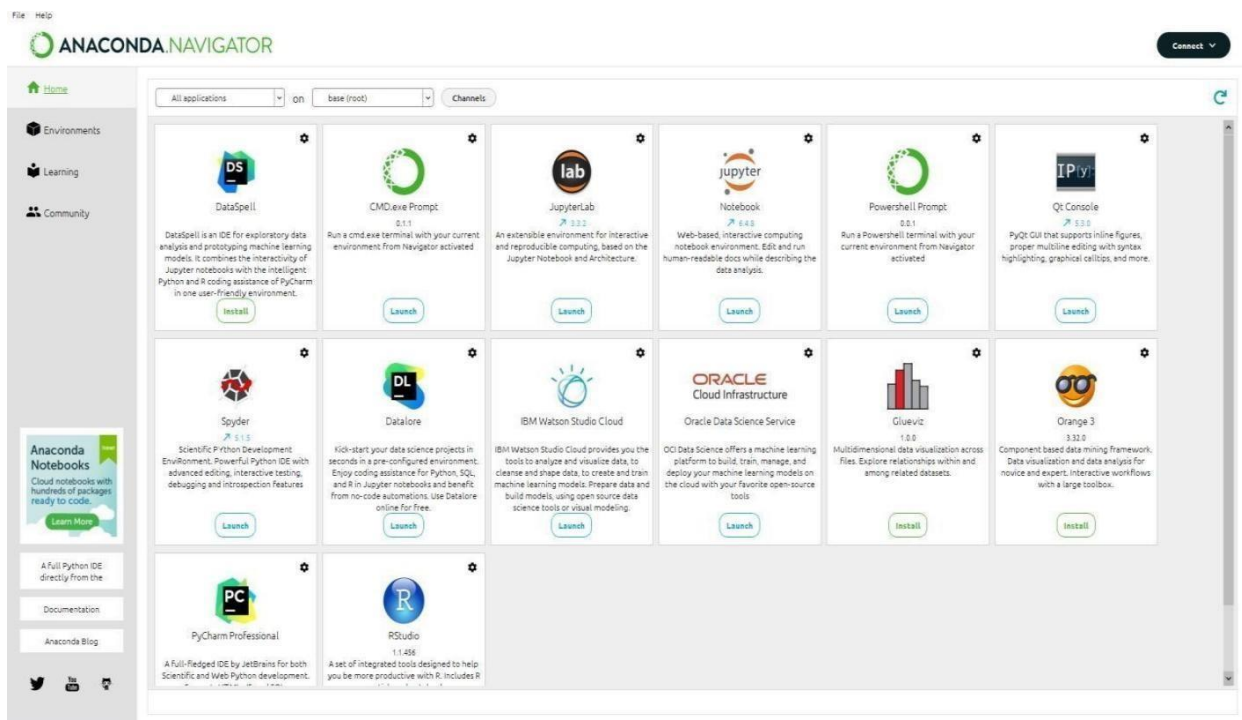 File Help
ANACONDA.NAVIGATOR
Connect
Home
All applications
on
base (root)
Channels
Environments
Learning
Community
DS
DataSpell
DataSpell is an IDE for exploratory data
analysis and prototyping machine learning
models. It combines the interactivity of
Jupyter notebooks with the intelligent
Python and R coding assistance of PyCharm
in one user-friendly environment.
Install
CMD.exe Prompt
0.1.1
Run a cmd.exe terminal with your current
environment from Navigator activated
Launch
lab
JupyterLab
3.3.2
An extensible environment for interactive
and reproducible computing, based on the
Jupyter Notebook and Architecture.
Launch
jupyter
Notebook
6.4.8
Web-based, interactive computing
notebook environment. Edit and run
human-readable docs while describing the
data analysis.
Launch
Powershell Prompt
0.0.1
Run a Powershell terminal with your
current environment from Navigator
activated
Launch
IP[y]:
Qt Console
5.3.0
PyQt GUI that supports inline figures,
proper multiline editing with syntax
highlighting, graphical calltips, and more.
Launch
Spyder
5.1.5
Scientific PYthon Development
EnviRonment. Powerful Python IDE with
advanced editing, interactive testing,
debugging and introspection features
Launch
DL
Datalore
Kick-start your data science projects in
seconds in a pre-configured environment.
Enjoy coding assistance for Python, SQL,
and R in Jupyter notebooks and benefit
from no-code automations. Use Datalore
online for free.
Launch
IBM Watson Studio Cloud
IBM Watson Studio Cloud provides you the
tools to analyze and visualize data, to
cleanse and shape data, to create and train
machine learning models. Prepare data and
build models, using open source data
science tools or visual modeling.
Launch
ORACLE
Cloud Infrastructure
Oracle Data Science Service
OCI Data Science offers a machine learning
platform to build, train, manage, and
deploy your machine learning models on
the cloud with your favorite open-source
tools
Launch
Glueviz
1.0.0
Multidimensional data visualization across
files. Explore relationships within and
among related datasets.
Install
Orange 3
3.32.0
Component based data mining framework.
Data visualization and data analysis for
novice and expert. Interactive workflows
with a large toolbox.
Install
PC
PyCharm Professional
A full-fledged IDE by JetBrains for both
Scientific and Web Python development.
R
RStudio
1.1.456
A set of integrated tools designed to help
you be more productive with R. Includes R
Anaconda
Notebooks
Cloud notebooks with
hundreds of packages
ready to code.
Learn More
A full Python IDE
directly from the
Documentation
Anaconda Blog
You
Tube